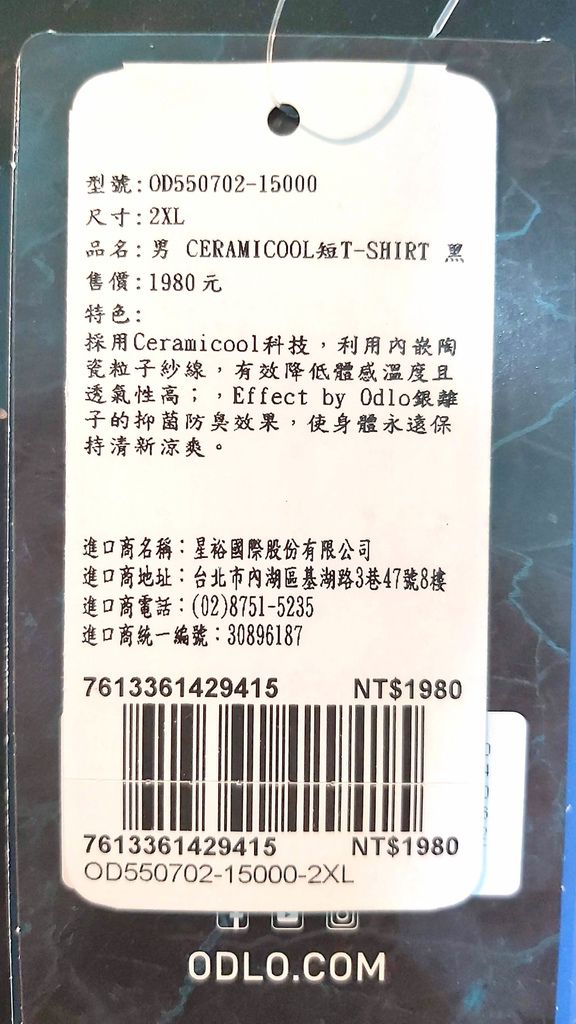 型號:OD550702-15000
尺寸:2XL
品名:男 CERAMICOOL短T-SHIRT 黑
售價:1980元
特色:
採用Ceramicool科技，利用內嵌陶
瓷粒子紗線，有效降低體感溫度且
透氣性高；，Effect by Odlo銀離
子的抑菌防臭效果，使身體永遠保
持清新涼爽。
進口商名稱：星裕國際股份有限公司
進口商地址：台北市內湖區基湖路3巷47號8樓
進口商電話：(02)8751-5235
進口商統一編號：30896187
7613361429415 NT$1980
7613361429415 NT$1980
OD550702-15000-2XL
ODLO.COM